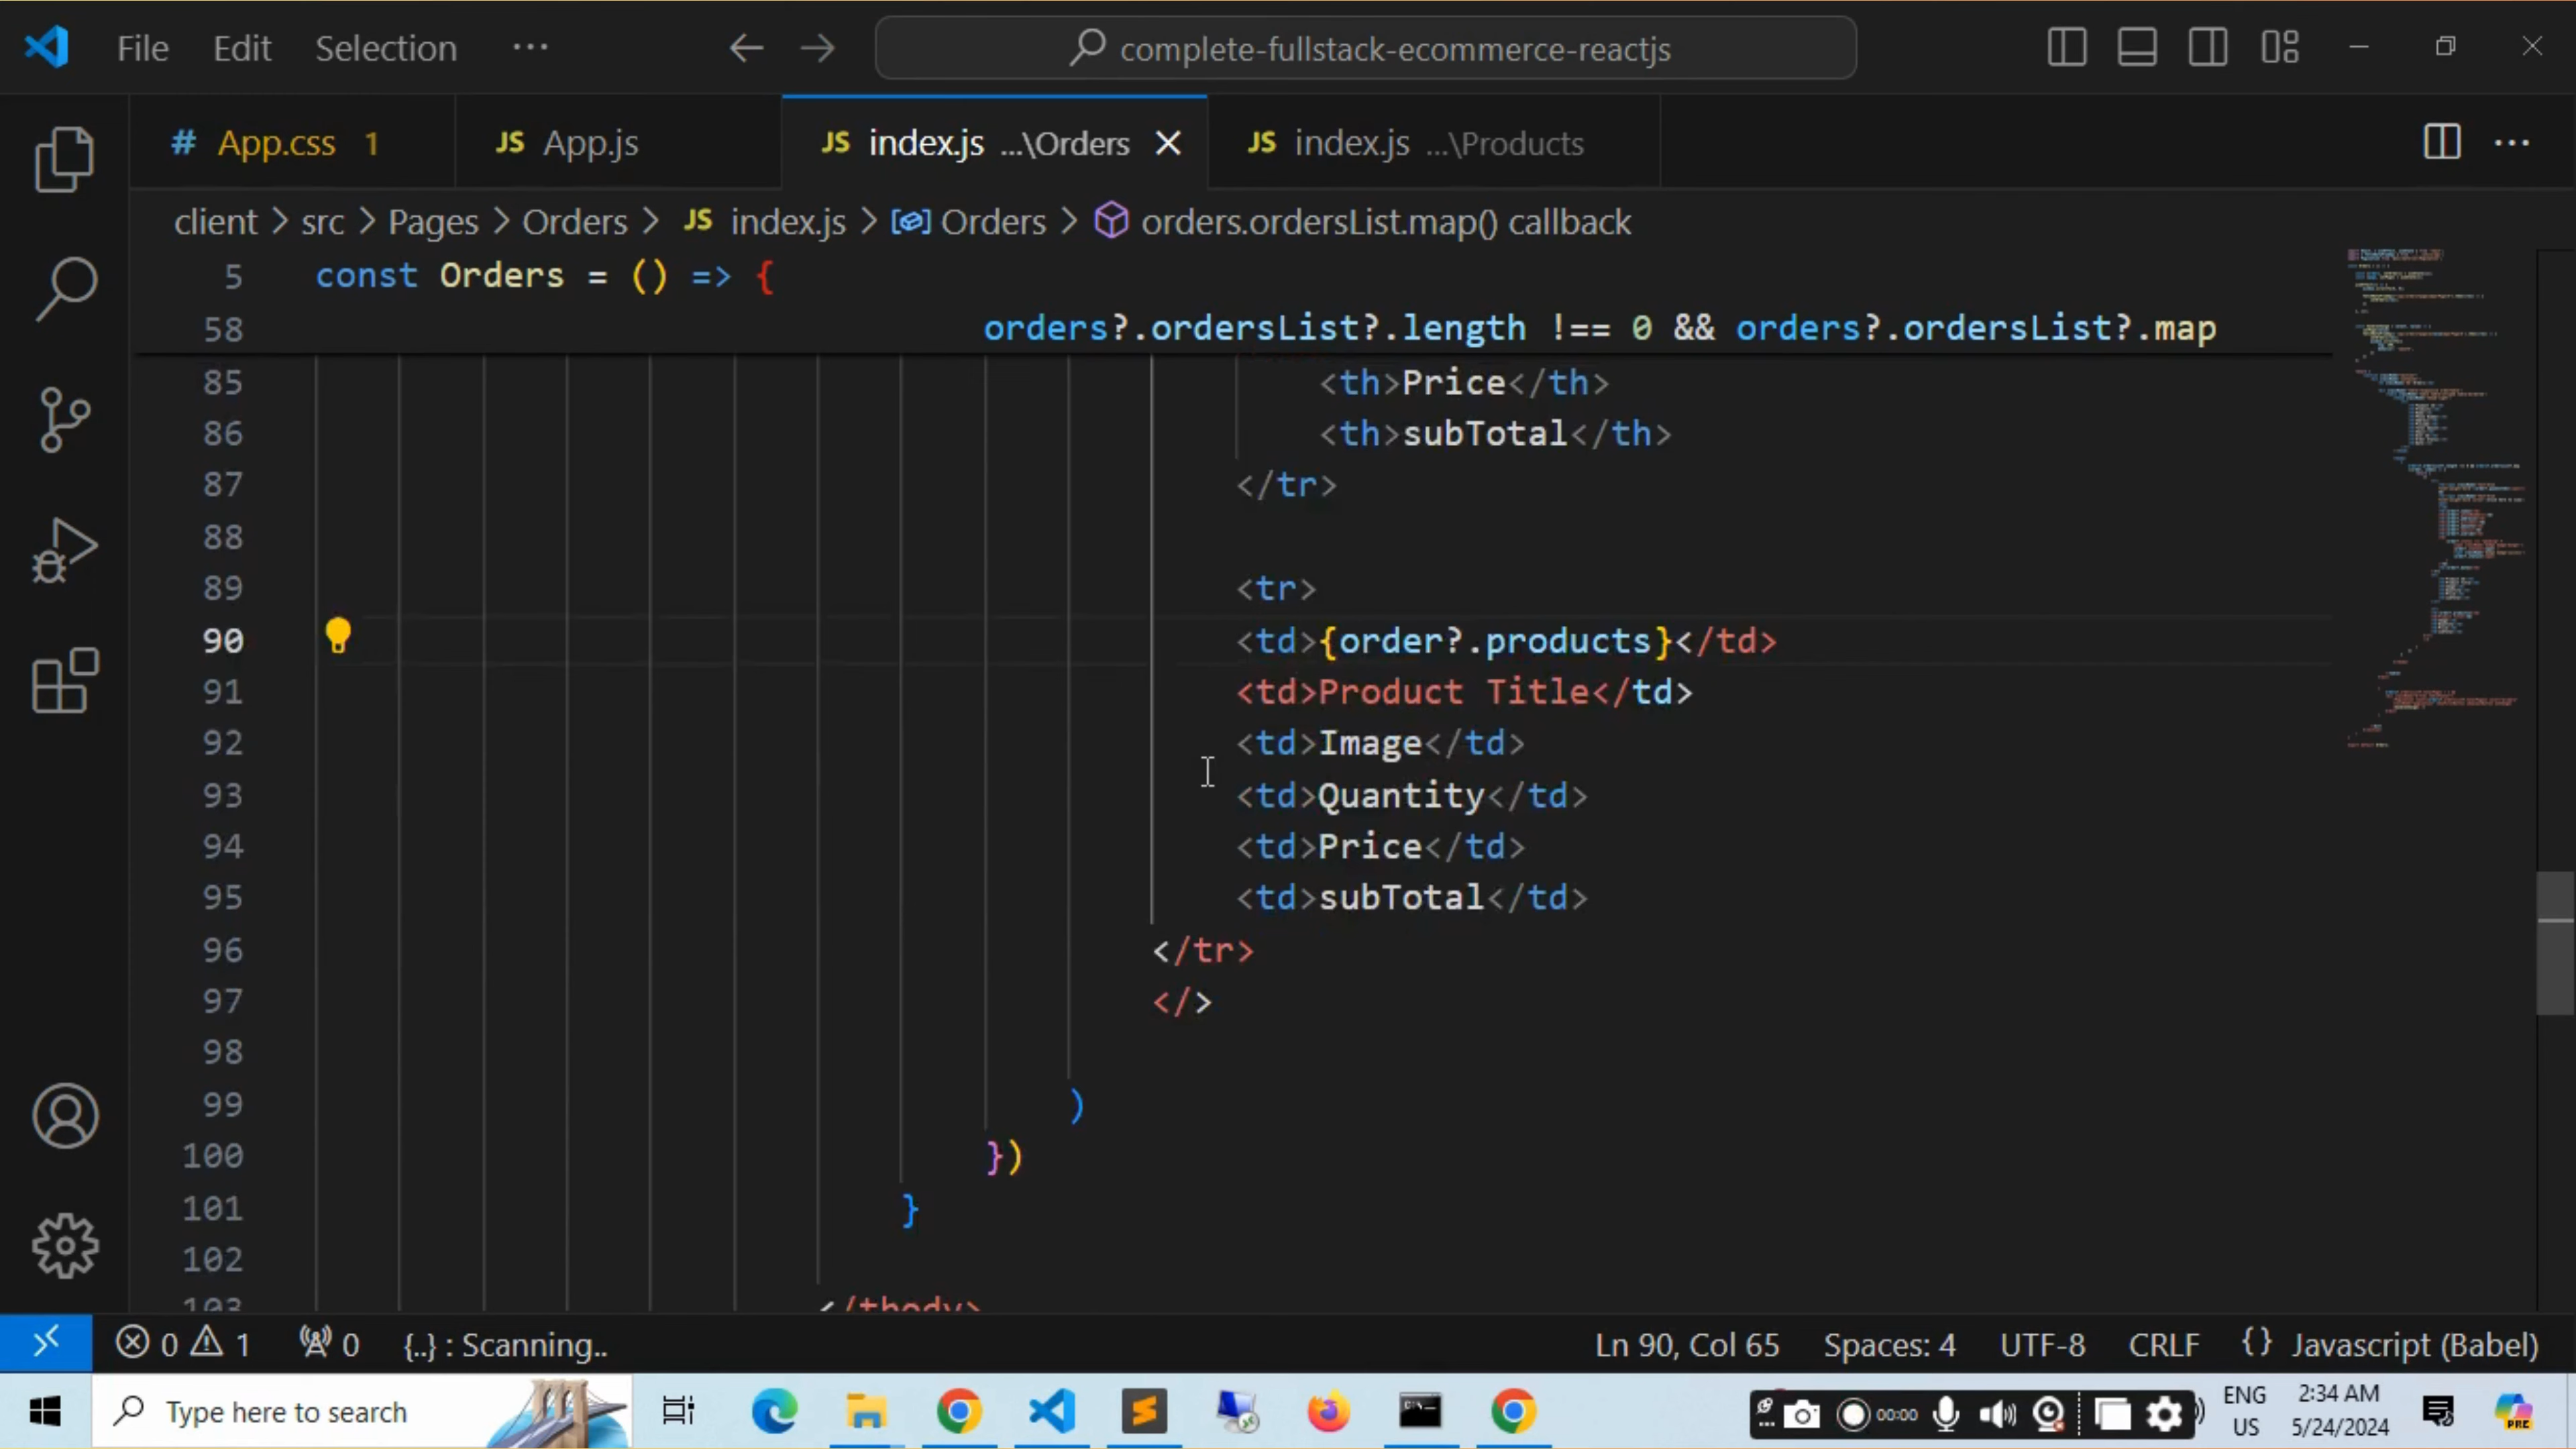 File Edit Selection ··· complete-fullstack-ecommerce-reactjs
# App.css 1 JS App.js JS index.js ...\Orders JS index.js ...\Products ···
client > src > Pages > Orders > JS index.js > Orders > orders.ordersList.map() callback
5 const Orders = () => {
58 orders?.ordersList?.length !== 0 && orders?.ordersList?.map
85 <th>Price</th>
86 <th>subTotal</th>
87 </tr>
88
89 <tr>
90 <td>{order?.products}</td>
91 <td>Product Title</td>
92 <td>Image</td>
93 <td>Quantity</td>
94 <td>Price</td>
95 <td>subTotal</td>
96 </tr>
97 </>
98
99 )
100 })
101 }
102
103 </tbody>
0 1 0 {..} : Scanning.. Ln 90, Col 65 Spaces: 4 UTF-8 CRLF {} Javascript (Babel)
Type here to search 00:00 ENG 2:34 AM
US 5/24/2024 PRE